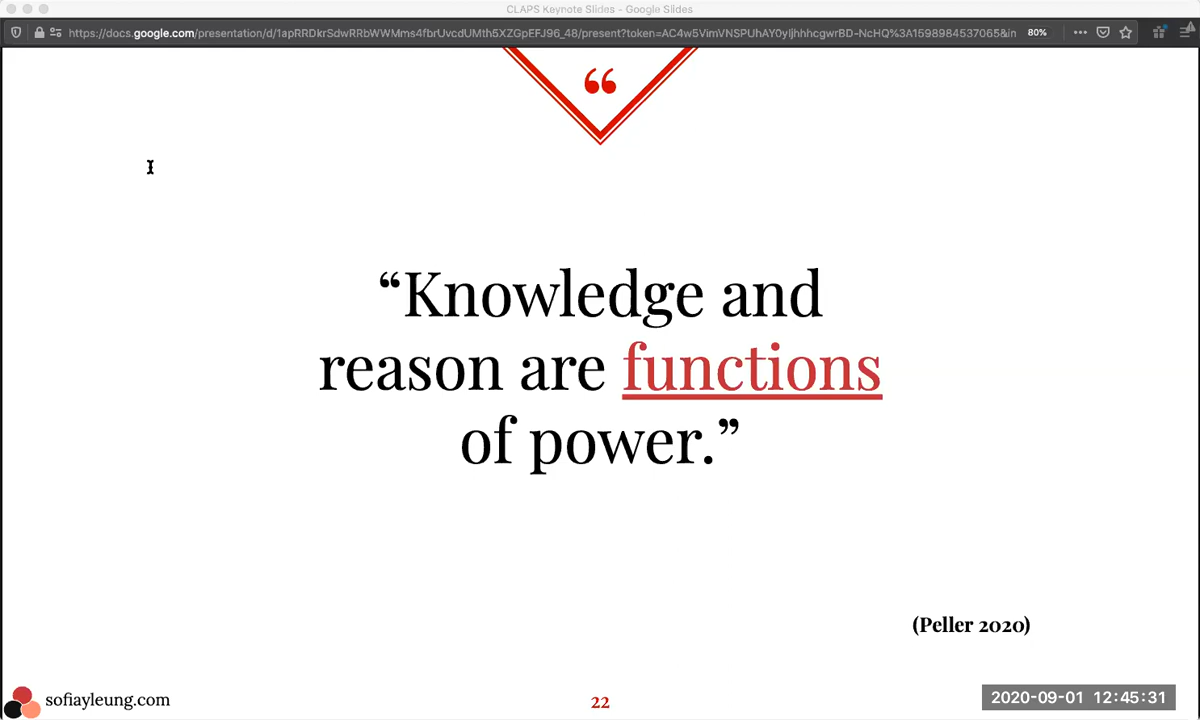 CLAPS Keynote Slides - Google Slides
https://docs.google.com/presentation/d/1apRRDkrSdwRRbWWMms4fbrUvcdUMth5XZGpEFJ96_48/present?token=AC4w5VimVNSPUhAY0yljhhhcgwrBD-NcHQ%3A1598984537065&in 80%
“
“Knowledge and
reason are functions
of power.”
(Peller 2020)
sofiayleung.com
22
2020-09-01 12:45:31